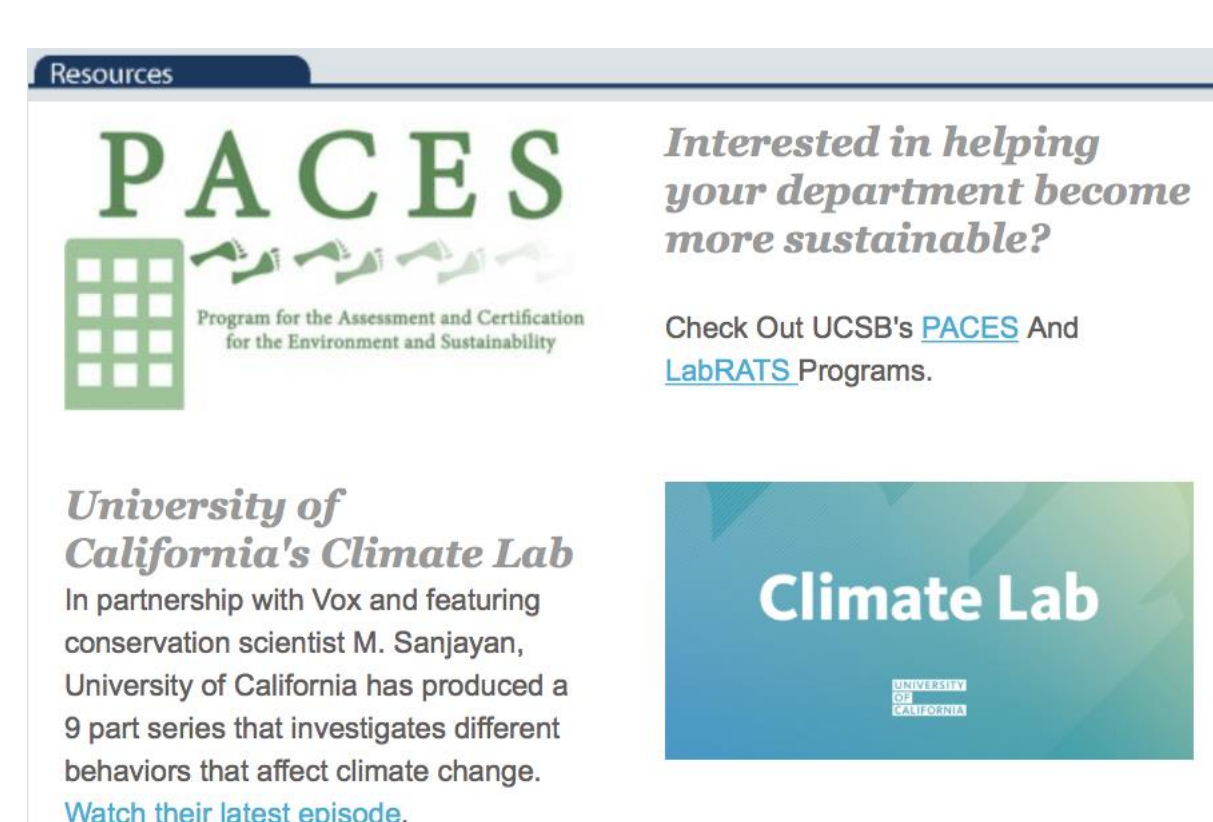 Resources
PACES
Program for the Assessment and Certification
for the Environment and Sustainability
Interested in helping
your department become
more sustainable?
Check Out UCSB's PACES And
LabRATS Programs.
University of
California's Climate Lab
In partnership with Vox and featuring
conservation scientist M. Sanjayan,
University of California has produced a
9 part series that investigates different
behaviors that affect climate change.
Watch their latest episode.
Climate Lab
UNIVERSITY
OF
CALIFORNIA